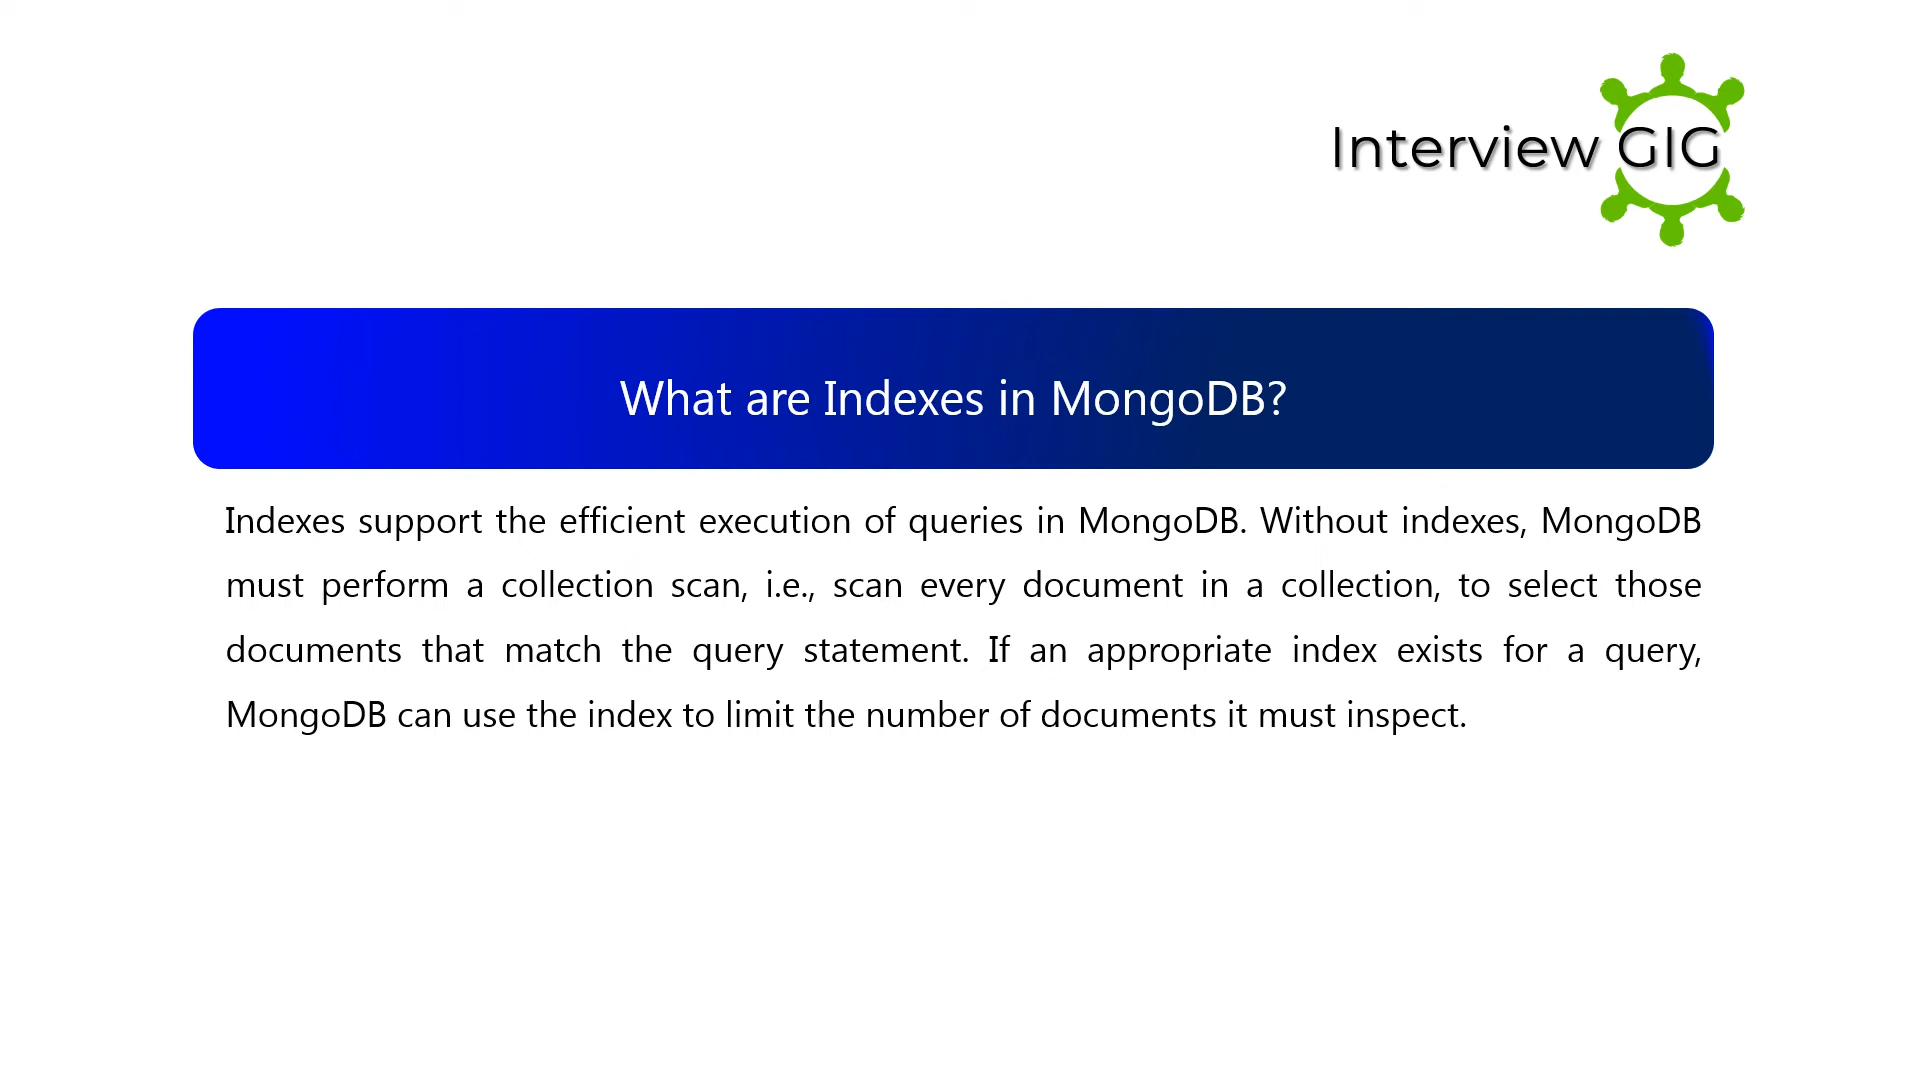 Interview GIG
What are Indexes in MongoDB?
Indexes support the efficient execution of queries in MongoDB. Without indexes, MongoDB
must perform a collection scan, i.e., scan every document in a collection, to select those
documents that match the query statement. If an appropriate index exists for a query,
MongoDB can use the index to limit the number of documents it must inspect.